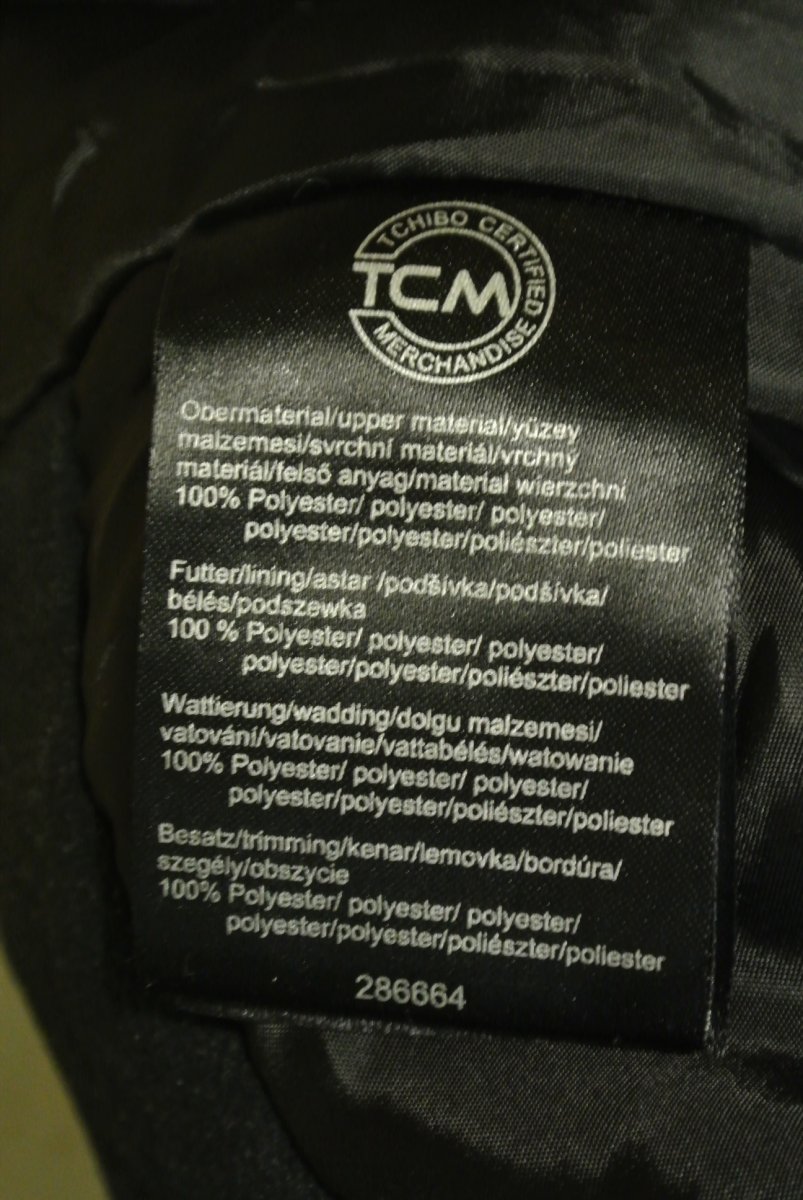 TCHIBO CERTIFIED
TCM
MERCHANDISE
Obermaterial/upper material/yüzey
malzemesi/svrchní materiál/vrchny
materiál/felső anyag/material wierzchni
100% Polyester/ polyester/ polyester/
polyester/polyester/poliészter/poliester
Futter/lining/astar /podšívka/podšívka/
bélés/podszewka
100 % Polyester/ polyester/ polyester/
polyester/polyester/poliészter/poliester
Wattierung/wadding/dolgu malzemesi/
vatování/vatovanie/vattabélés/watowanie
100% Polyester/ polyester/ polyester/
polyester/polyester/poliészter/poliester
Besatz/trimming/kenar/lemovka/bordúra/
szegély/obszycie
100% Polyester/ polyester/ polyester/
polyester/polyester/poliészter/poliester
286664